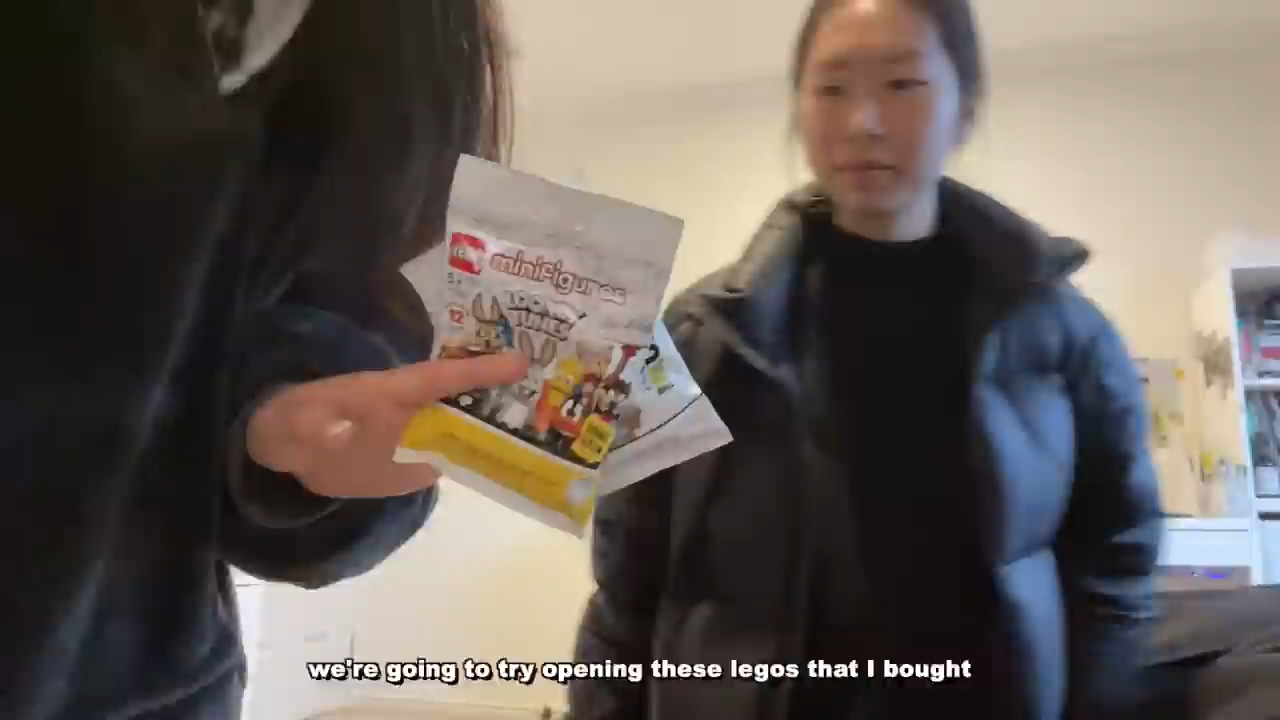 LEGO
minifigures
5+
LOONEY
TUNES
12
?
we're going to try opening these legos that I bought